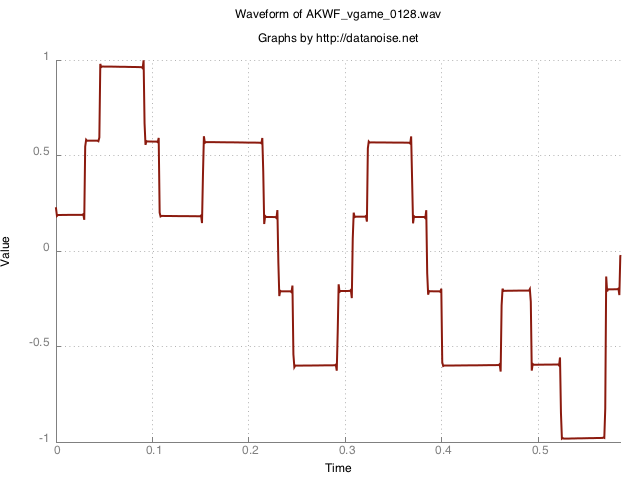 Waveform of AKWF_vgame_0128.wav
Graphs by http://datanoise.net
1
0.5
0
-0.5
-1
Value
0 0.1 0.2 0.3 0.4 0.5
Time